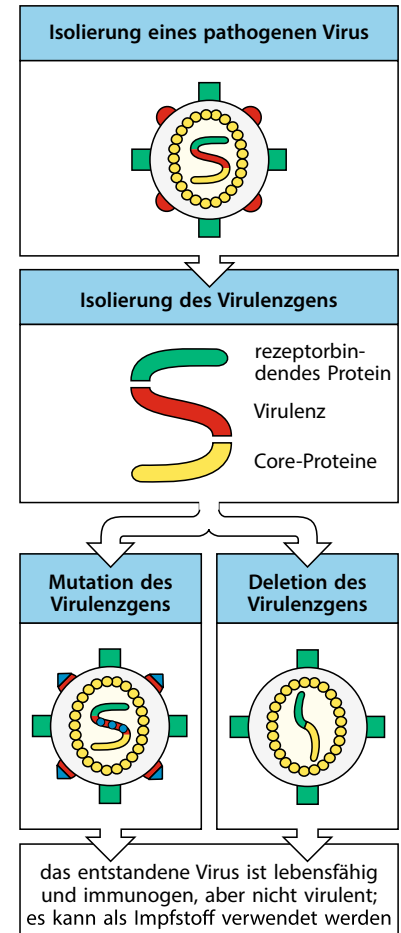 Isolierung eines pathogenen Virus
Isolierung des Virulenzgens
rezeptorbin-
dendes Protein
Virulenz
Core-Proteine
Mutation des
Virulenzgens
Deletion des
Virulenzgens
das entstandene Virus ist lebensfähig
und immunogen, aber nicht virulent;
es kann als Impfstoff verwendet werden